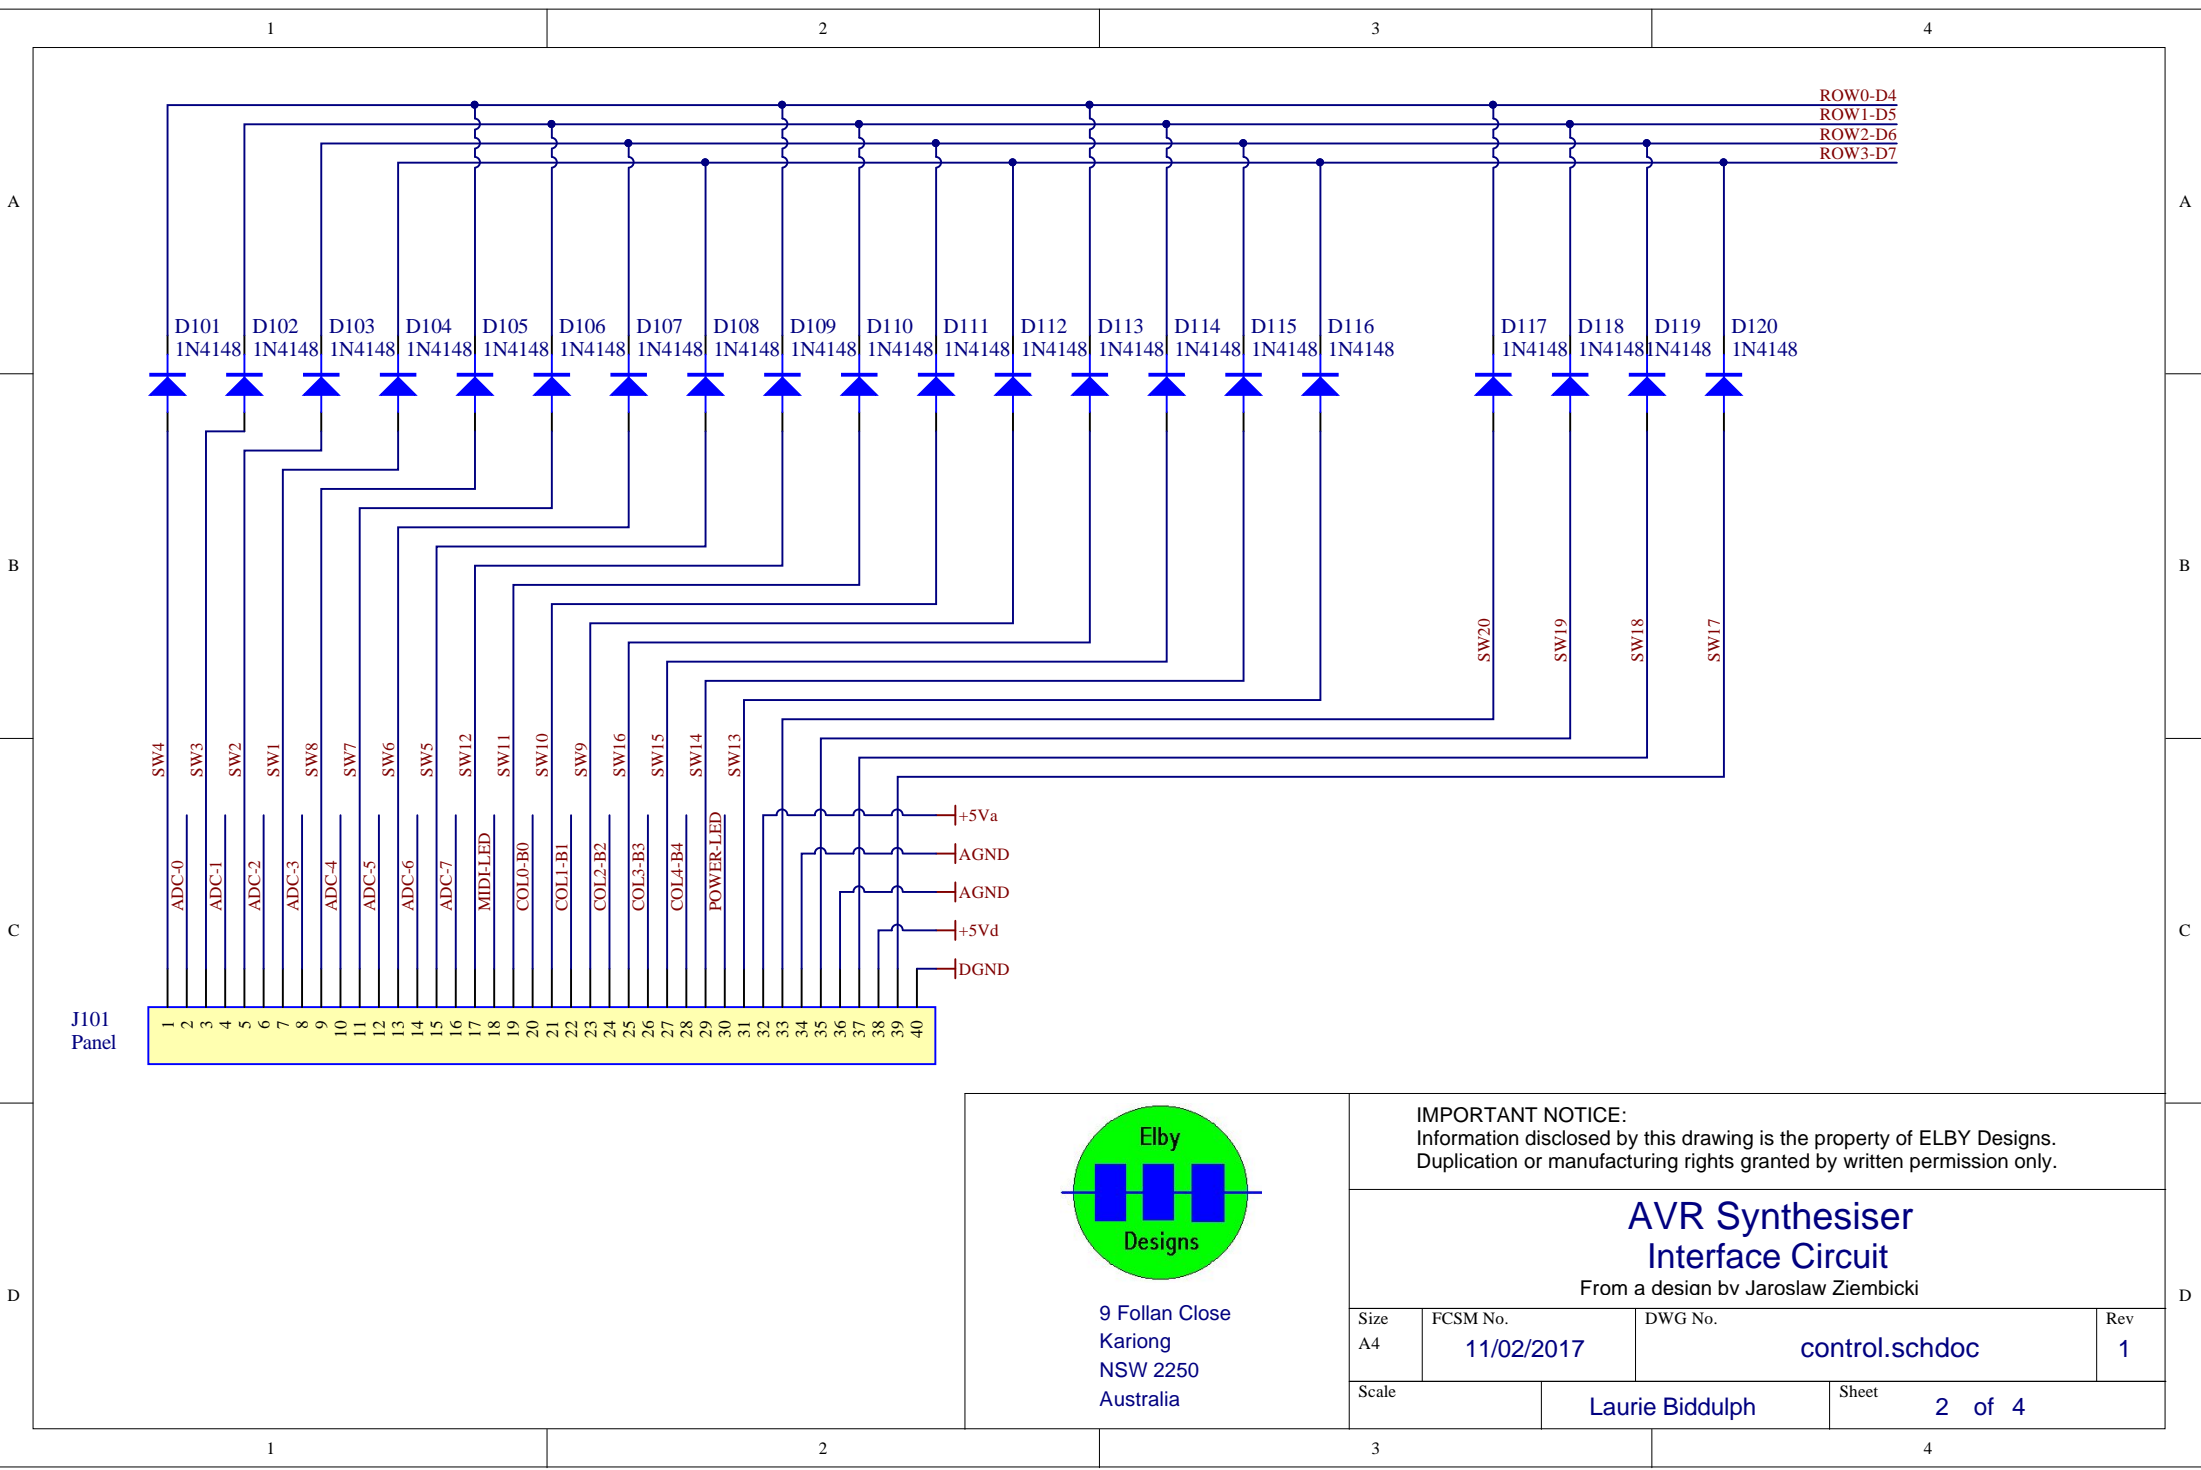 1 2 3 4
ROW0-D4
ROW1-D5
ROW2-D6
ROW3-D7
A A
D101 D102 D103 D104 D105 D106 D107 D108 D109 D110 D111 D112 D113 D114 D115 D116 D117 D118 D119 D120
1N4148 1N4148 1N4148 1N4148 1N4148 1N4148 1N4148 1N4148 1N4148 1N4148 1N4148 1N4148 1N4148 1N4148 1N4148 1N4148 1N4148 1N4148 1N4148 1N4148
B B
SW20 SW19 SW18 SW17
SW4 SW3 SW2 SW1 SW8 SW7 SW6 SW5 SW12 SW11 SW10 SW9 SW16 SW15 SW14 SW13
ADC-0 ADC-1 ADC-2 ADC-3 ADC-4 ADC-5 ADC-6 ADC-7 MIDI-LED COL0-B0 COL1-B1 COL2-B2 COL3-B3 COL4-B4 POWER-LED
+5Va
AGND
AGND
+5Vd
DGND
C C
J101
Panel
1 2 3 4 5 6 7 8 9 10 11 12 13 14 15 16 17 18 19 20 21 22 23 24 25 26 27 28 29 30 31 32 33 34 35 36 37 38 39 40
Elby
Designs
9 Follan Close
Kariong
NSW 2250
Australia
IMPORTANT NOTICE:
Information disclosed by this drawing is the property of ELBY Designs.
Duplication or manufacturing rights granted by written permission only.
AVR Synthesiser
Interface Circuit
From a design by Jaroslaw Ziembicki
D D
Size FCSM No. DWG No. Rev
A4 11/02/2017 control.schdoc 1
Scale Laurie Biddulph Sheet 2 of 4
1 2 3 4